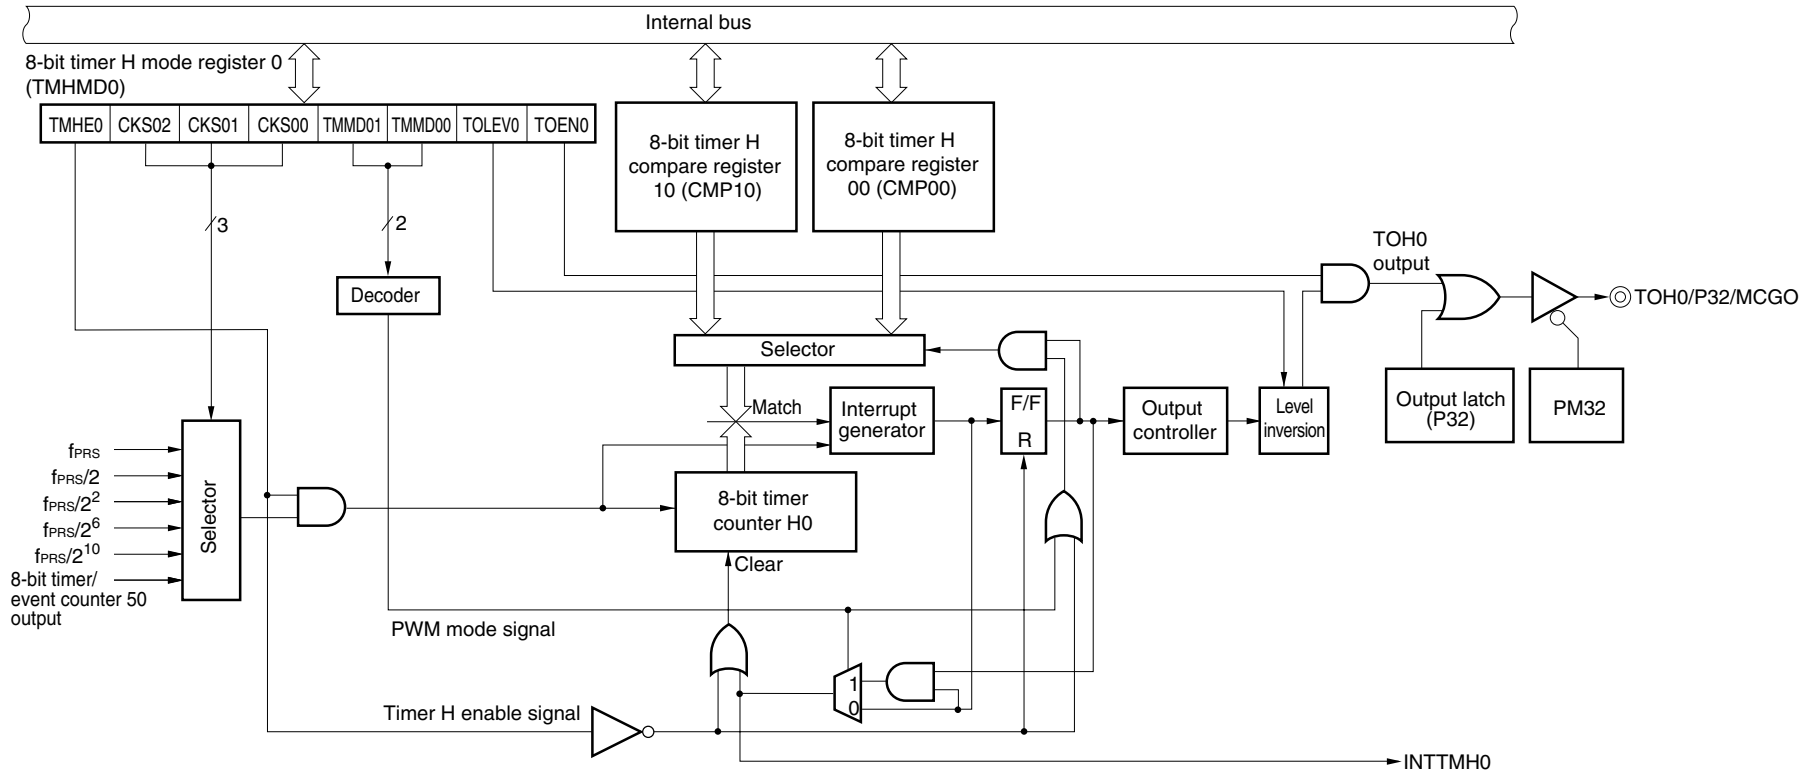 Internal bus
8-bit timer H mode register 0
(TMHMD0)
TMHE0 CKS02 CKS01 CKS00 TMMD01 TMMD00 TOLEV0 TOEN0
8-bit timer H
compare register
10 (CMP10)
8-bit timer H
compare register
00 (CMP00)
3
2
TOH0
output
Decoder
TOH0/P32/MCGO
Selector
Match
Interrupt
generator
F/F
R
Output
controller
Level
inversion
Output latch
(P32)
PM32
fPRS
fPRS/2
fPRS/2²
fPRS/2⁶
fPRS/2¹⁰
8-bit timer/
event counter 50
output
Selector
8-bit timer
counter H0
Clear
PWM mode signal
1
0
Timer H enable signal
INTTMH0